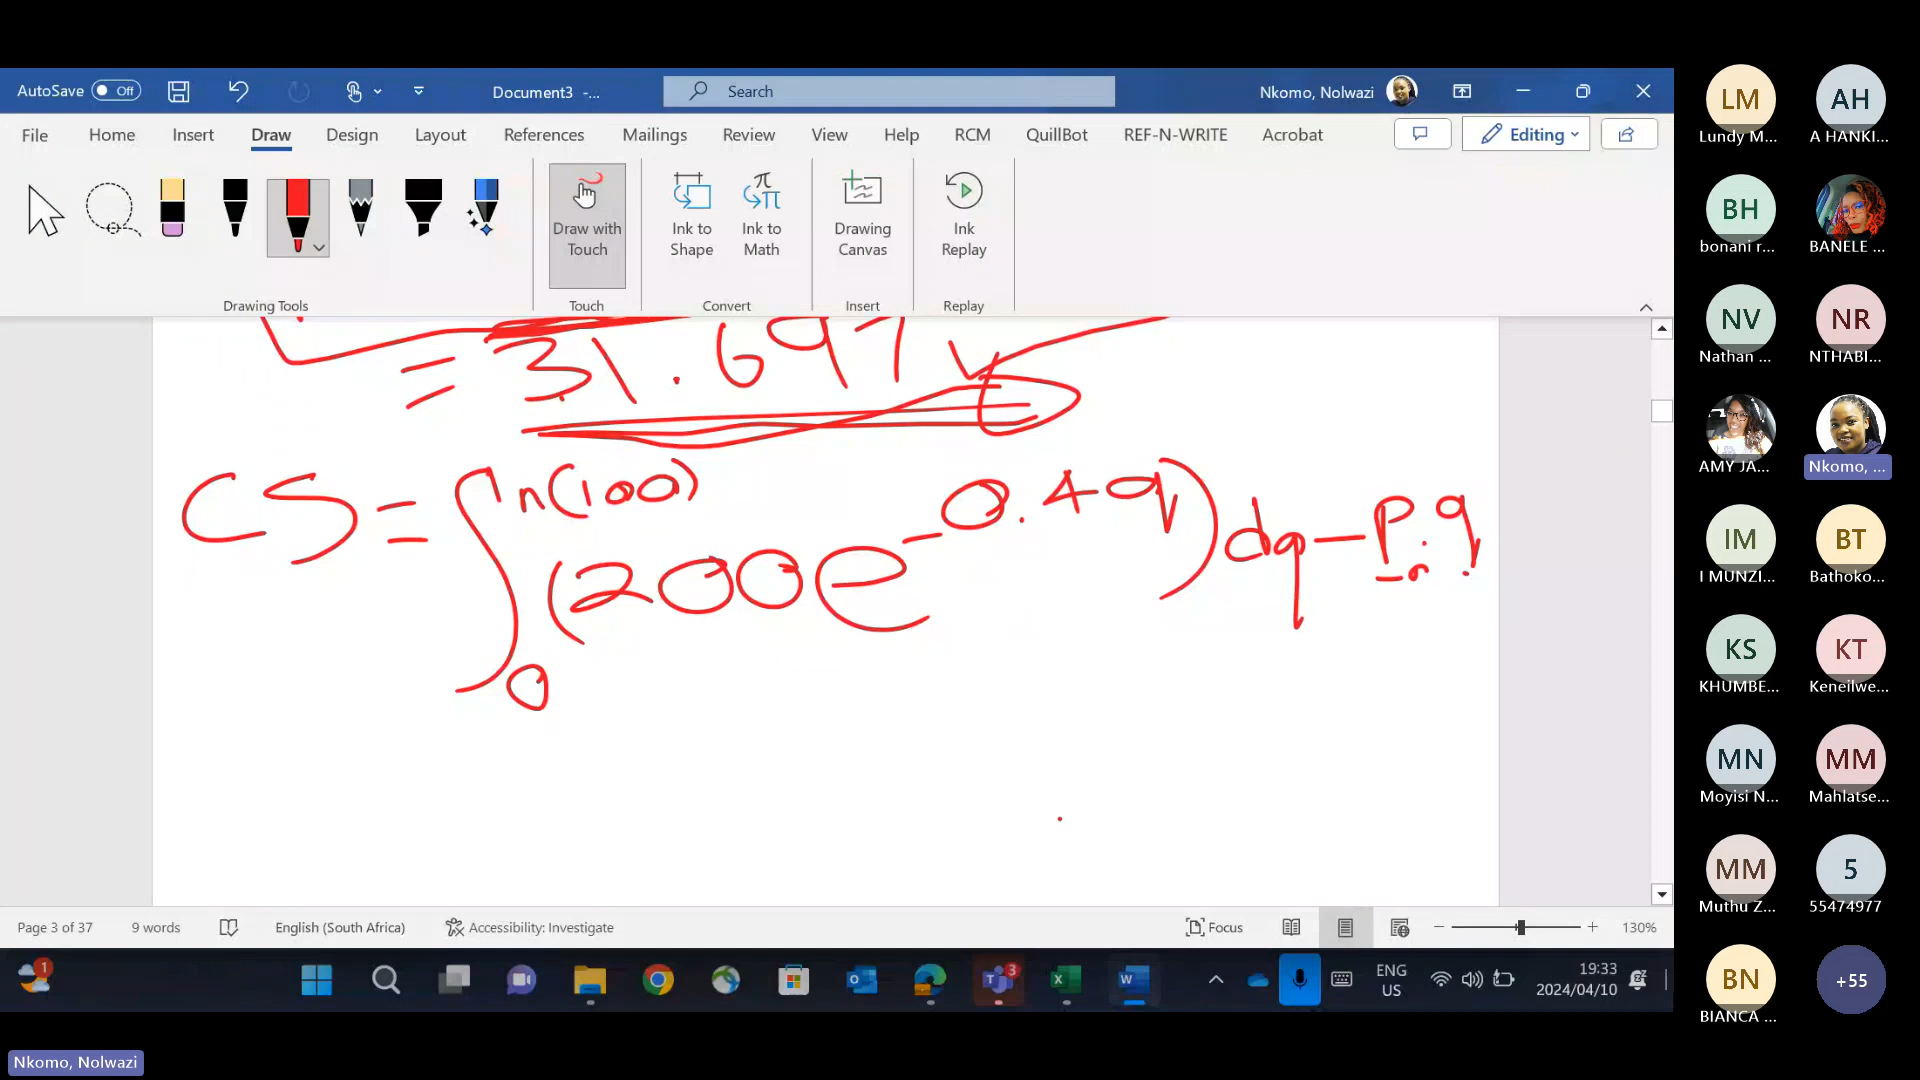 AutoSave Off Document3 -... Search Nkomo, Nolwazi
File Home Insert Draw Design Layout References Mailings Review View Help RCM QuillBot REF-N-WRITE Acrobat Editing
Draw with Touch
Ink to Shape
Ink to Math
Drawing Canvas
Ink Replay
Drawing Tools Touch Convert Insert Replay
= 31.697
CS = ∫ ln(100) 0 (200e^-0.4q) dq - p.q
Page 3 of 37 9 words English (South Africa) Accessibility: Investigate Focus 130%
1 3 ENG US 19:33 2024/04/10
Nkomo, Nolwazi
LM AH
Lundy M... A HANKI...
BH
bonani r... BANELE ...
NV NR
Nathan ... NTHABI...
AMY JA... Nkomo, ...
IM BT
I MUNZI... Bathoko...
KS KT
KHUMBE... Keneilwe...
MN MM
Moyisi N... Mahlatse...
MM 5
Muthu Z... 55474977
BN +55
BIANCA ...